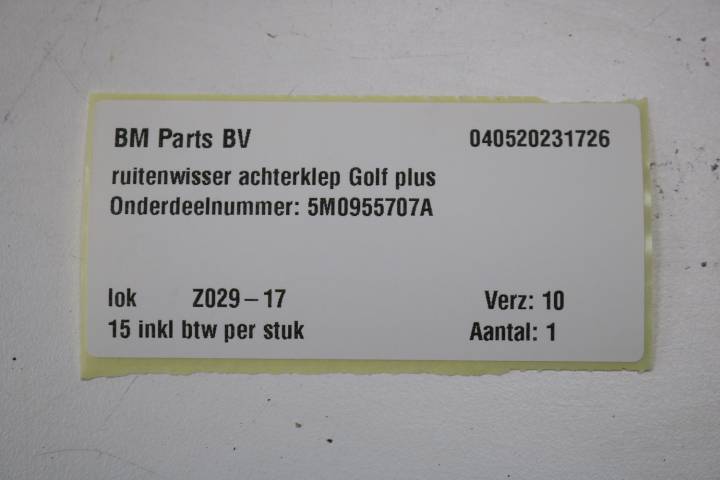 BM Parts BV 040520231726
ruitenwisser achterklep Golf plus
Onderdeelnummer: 5M0955707A
lok Z029-17 Verz: 10
15 inkl btw per stuk Aantal: 1